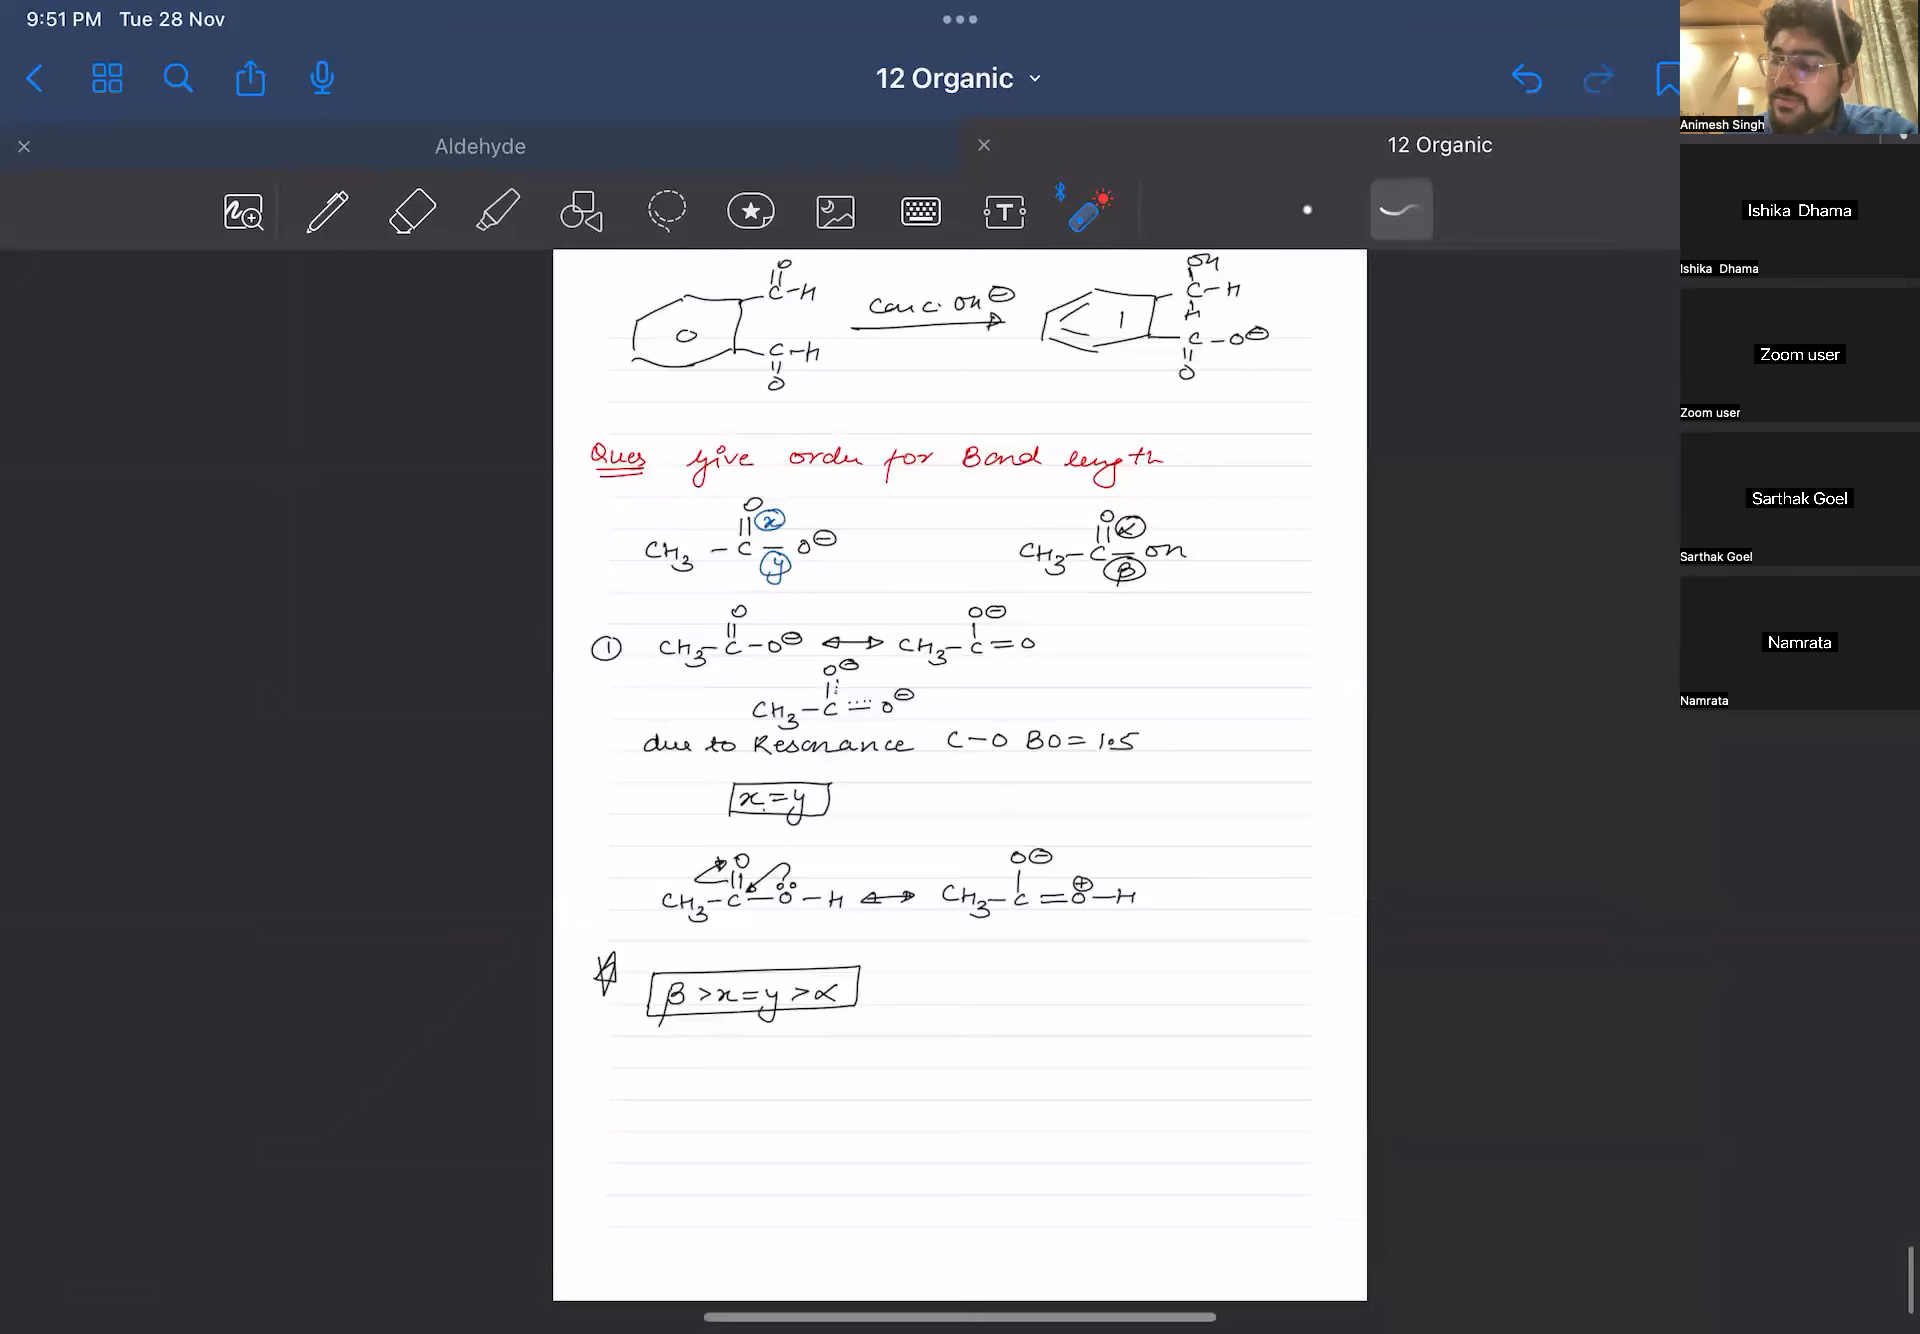 9:51 PM Tue 28 Nov
12 Organic
Aldehyde
12 Organic
T
Animesh Singh
Ishika Dhama
Ishika Dhama
Zoom user
Zoom user
Sarthak Goel
Sarthak Goel
Namrata
Namrata
O OH
C-H conc. OH⊖ C-H
O H
C-H C-O⊖
O O
Ques give order for Bond length
O x O α
CH3-C-O⊖ CH3-C-OH
y β
O O⊖
① CH3-C-O⊖ ↔ CH3-C=O
O⊖
CH3-C=O⊖
due to Resonance C-O BO=1.5
x=y
O O⊖
CH3-C-O-H ↔ CH3-C=O⊕-H
β>x=y>α